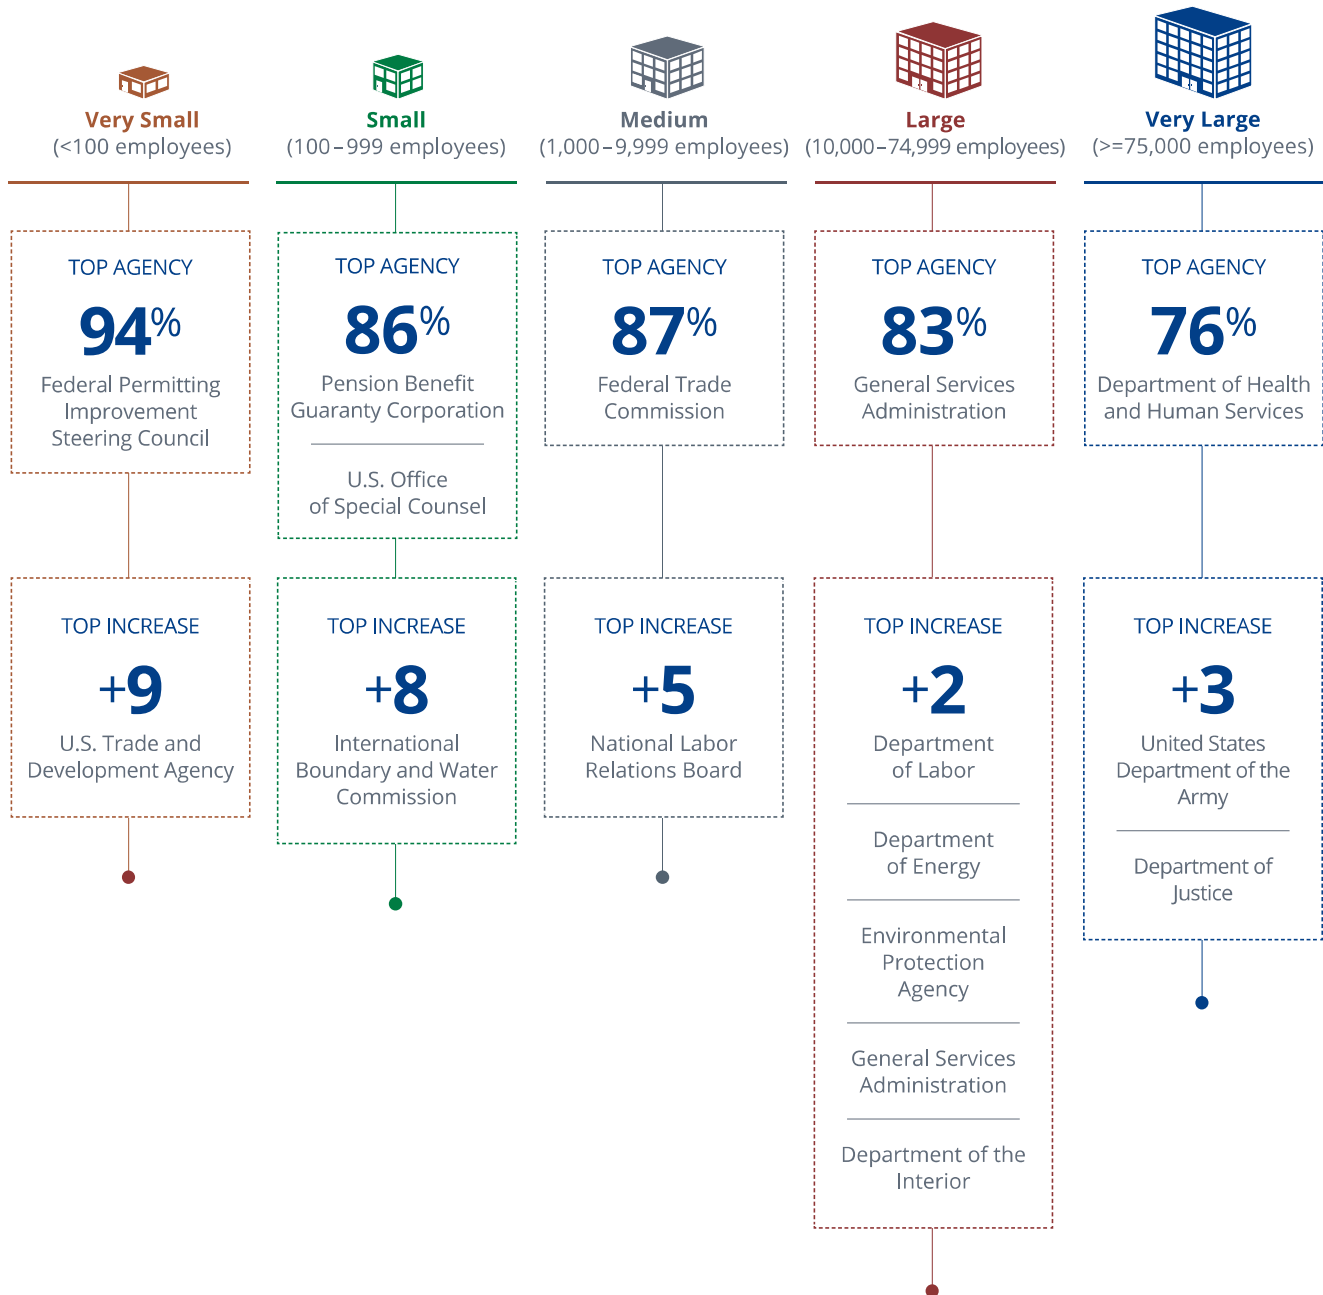 Very Small
(<100 employees)
TOP AGENCY
94%
Federal Permitting
Improvement
Steering Council
TOP INCREASE
+9
U.S. Trade and
Development Agency
Small
(100–999 employees)
TOP AGENCY
86%
Pension Benefit
Guaranty Corporation
U.S. Office
of Special Counsel
TOP INCREASE
+8
International
Boundary and Water
Commission
Medium
(1,000–9,999 employees)
TOP AGENCY
87%
Federal Trade
Commission
TOP INCREASE
+5
National Labor
Relations Board
Large
(10,000–74,999 employees)
TOP AGENCY
83%
General Services
Administration
TOP INCREASE
+2
Department
of Labor
Department
of Energy
Environmental
Protection
Agency
General Services
Administration
Department of the
Interior
Very Large
(>=75,000 employees)
TOP AGENCY
76%
Department of Health
and Human Services
TOP INCREASE
+3
United States
Department of the
Army
Department of
Justice